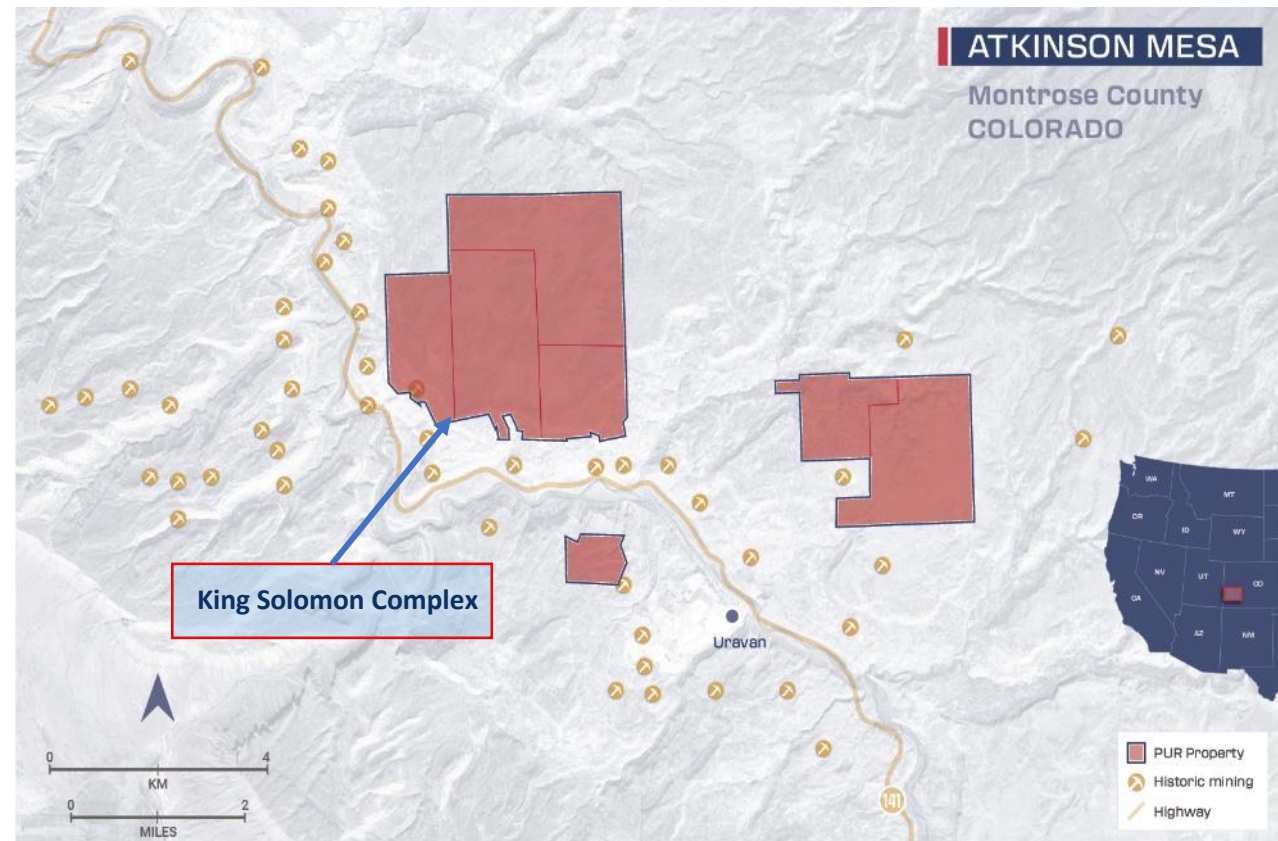 ATKINSON MESA
Montrose County
COLORADO
King Solomon Complex
Uravan
WA
MT
OR
ID
WY
NV
UT
CO
CA
AZ
NM
0 4
KM
0 2
MILES
141
PUR Property
Historic mining
Highway